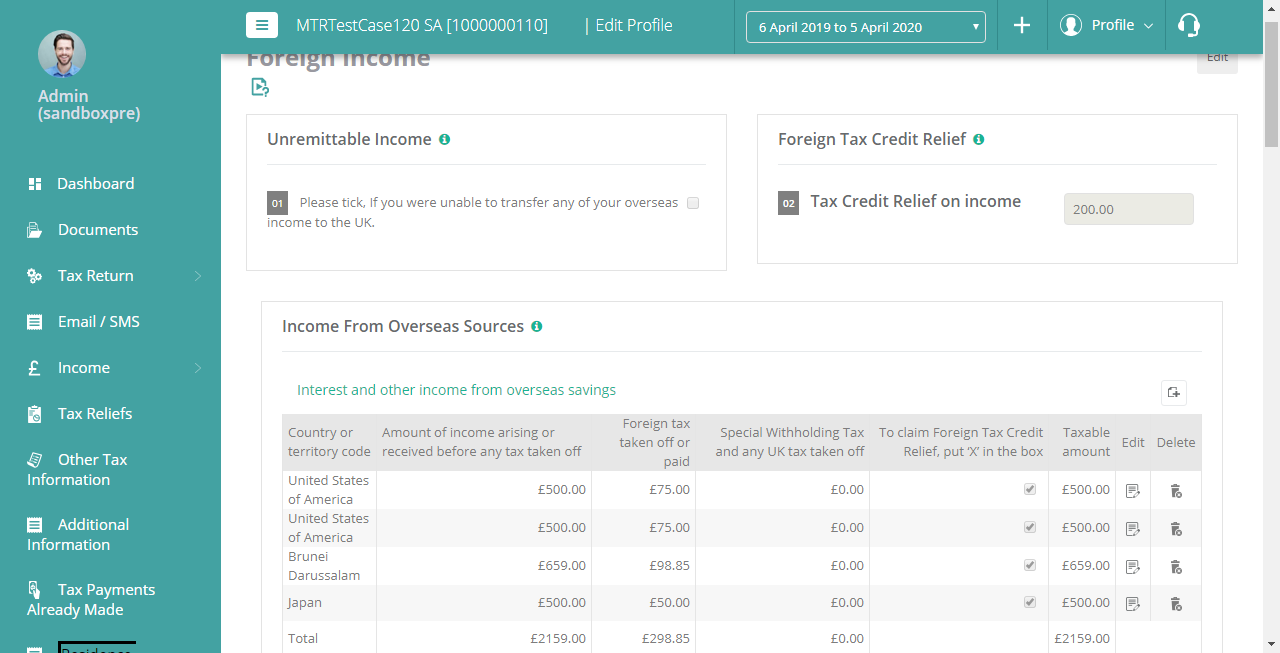 MTRTestCase120 SA [1000000110] | Edit Profile
6 April 2019 to 5 April 2020
Profile
Admin
(sandboxpre)
Dashboard
Documents
Tax Return
Email / SMS
Income
Tax Reliefs
Other Tax
Information
Additional
Information
Tax Payments
Already Made
Residence
Foreign Income
Edit
Unremittable Income
01 Please tick, If you were unable to transfer any of your overseas
income to the UK.
Foreign Tax Credit Relief
02 Tax Credit Relief on income 200.00
Income From Overseas Sources
Interest and other income from overseas savings
Country or
territory code
Amount of income arising or
received before any tax taken off
Foreign tax
taken off or
paid
Special Withholding Tax
and any UK tax taken off
To claim Foreign Tax Credit
Relief, put ‘X’ in the box
Taxable
amount
Edit
Delete
United States
of America
£500.00 £75.00 £0.00 £500.00
United States
of America
£500.00 £75.00 £0.00 £500.00
Brunei
Darussalam
£659.00 £98.85 £0.00 £659.00
Japan £500.00 £50.00 £0.00 £500.00
Total £2159.00 £298.85 £0.00 £2159.00